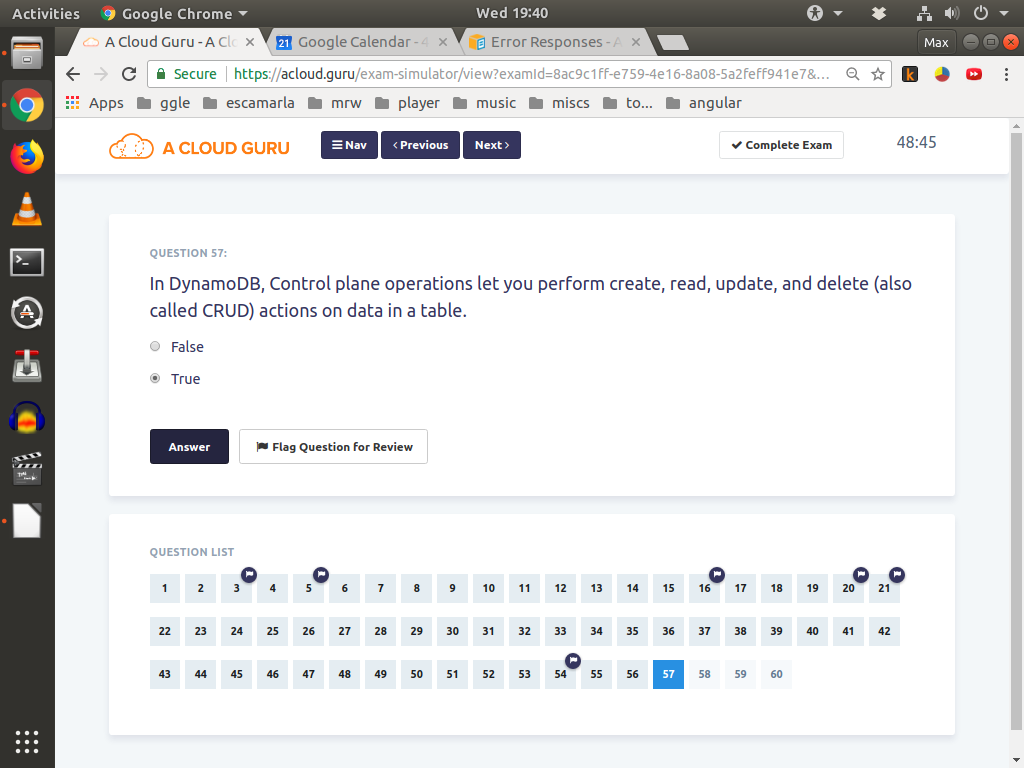 Activities Google Chrome Wed 19:40
A Cloud Guru - A Clo Google Calendar - 4 Error Responses - A Max
Secure https://acloud.guru/exam-simulator/view?examId=8ac9c1ff-e759-4e16-8a08-5a2feff941e7&...
Apps ggle escamarla mrw player music miscs to... angular
A CLOUD GURU Nav Previous Next Complete Exam 48:45
QUESTION 57:
In DynamoDB, Control plane operations let you perform create, read, update, and delete (also
called CRUD) actions on data in a table.
False
True
Answer Flag Question for Review
QUESTION LIST
1 2 3 4 5 6 7 8 9 10 11 12 13 14 15 16 17 18 19 20 21
22 23 24 25 26 27 28 29 30 31 32 33 34 35 36 37 38 39 40 41 42
43 44 45 46 47 48 49 50 51 52 53 54 55 56 57 58 59 60